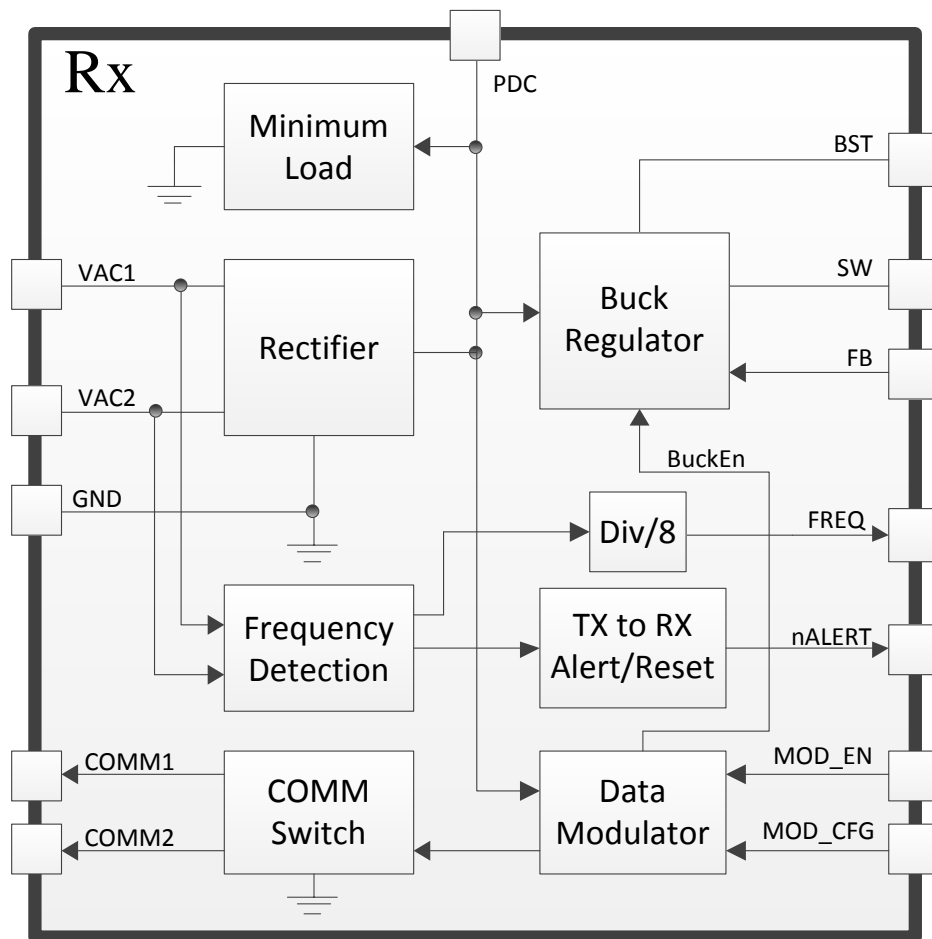 Rx
PDC
Minimum
Load
BST
VAC1
SW
Rectifier
Buck
Regulator
FB
VAC2
BuckEn
GND
Div/8
FREQ
Frequency
Detection
TX to RX
Alert/Reset
nALERT
COMM1
COMM
Switch
Data
Modulator
MOD_EN
COMM2
MOD_CFG